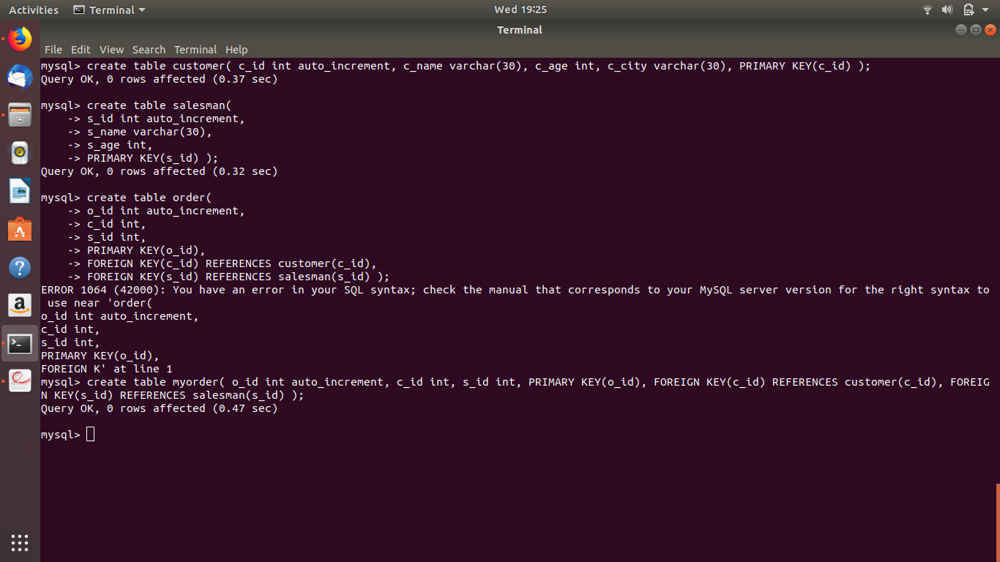 Activities Terminal Wed 19:25
Terminal
File Edit View Search Terminal Help
mysql> create table customer( c_id int auto_increment, c_name varchar(30), c_age int, c_city varchar(30), PRIMARY KEY(c_id) );
Query OK, 0 rows affected (0.37 sec)
mysql> create table salesman(
    -> s_id int auto_increment,
    -> s_name varchar(30),
    -> s_age int,
    -> PRIMARY KEY(s_id) );
Query OK, 0 rows affected (0.32 sec)
mysql> create table order(
    -> o_id int auto_increment,
    -> c_id int,
    -> s_id int,
    -> PRIMARY KEY(o_id),
    -> FOREIGN KEY(c_id) REFERENCES customer(c_id),
    -> FOREIGN KEY(s_id) REFERENCES salesman(s_id) );
ERROR 1064 (42000): You have an error in your SQL syntax; check the manual that corresponds to your MySQL server version for the right syntax to
 use near 'order(
o_id int auto_increment,
c_id int,
s_id int,
PRIMARY KEY(o_id),
FOREIGN K' at line 1
mysql> create table myorder( o_id int auto_increment, c_id int, s_id int, PRIMARY KEY(o_id), FOREIGN KEY(c_id) REFERENCES customer(c_id), FOREIG
N KEY(s_id) REFERENCES salesman(s_id) );
Query OK, 0 rows affected (0.47 sec)
mysql>